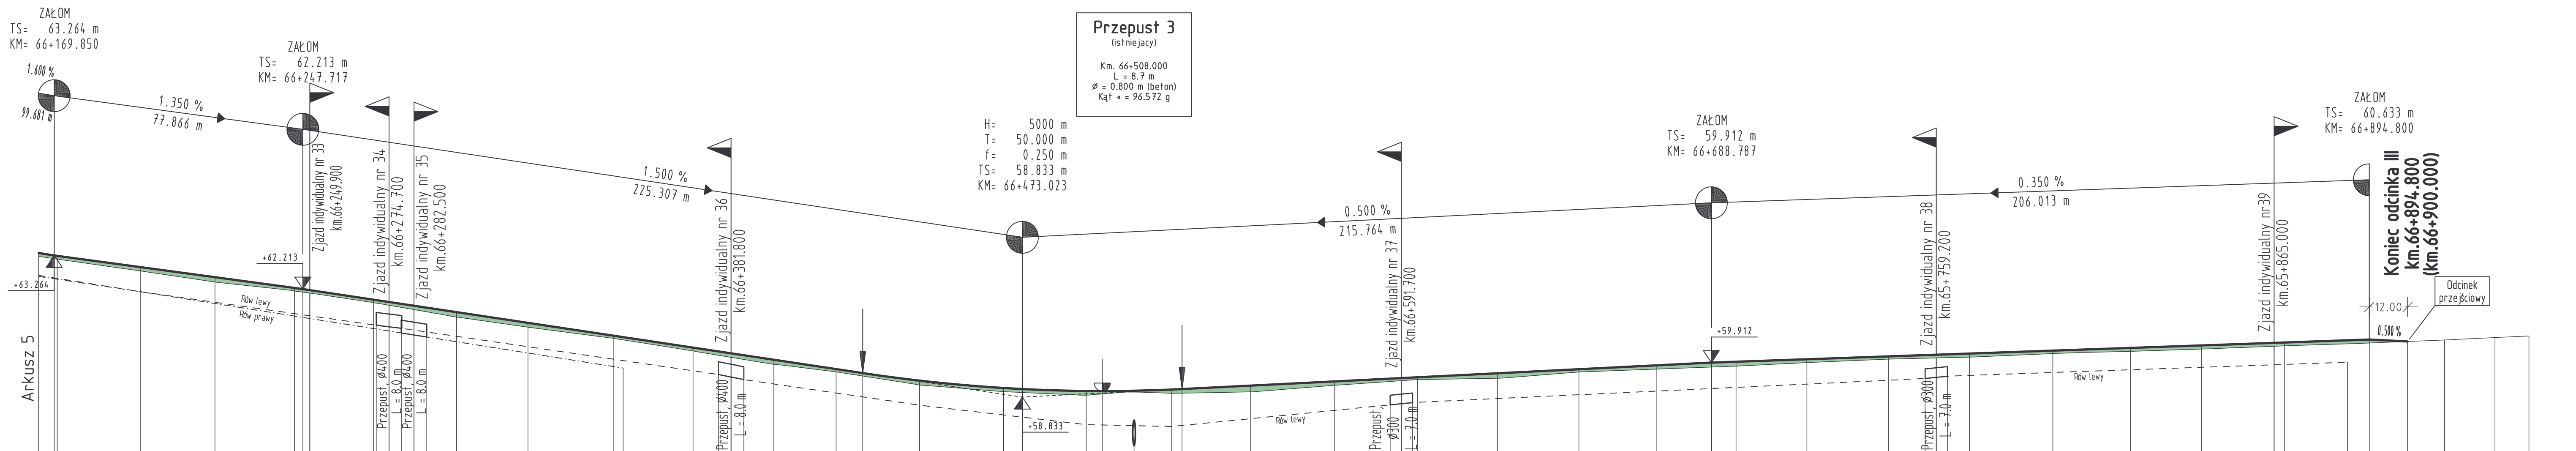 ZAŁOM
TS= 63.264 m
KM= 66+169.850
1.600 %
99.681 m
1.350 %
77.866 m
ZAŁOM
TS= 62.213 m
KM= 66+247.717
Zjazd indywidualny nr 33
km.66+249.900
Zjazd indywidualny nr 34
km.66+274.700
Zjazd indywidualny nr 35
km.66+282.500
1.500 %
225.307 m
Zjazd indywidualny nr 36
km.66+381.800
H= 5000 m
T= 50.000 m
f= 0.250 m
TS= 58.833 m
KM= 66+473.023
Przepust 3
(istniejacy)
Km. 66+508.000
L = 8.7 m
Ø = 0.800 m (beton)
Kąt ∢ = 96.572 g
0.500 %
215.764 m
Zjazd indywidualny nr 37
km.66+591.700
ZAŁOM
TS= 59.912 m
KM= 66+688.787
Zjazd indywidualny nr 38
km.65+759.200
0.350 %
206.013 m
Zjazd indywidualny nr39
km.65+865.000
ZAŁOM
TS= 60.633 m
KM= 66+894.800
Koniec odcinka III
km.66+894.800
(km.66+900.000)
Odcinek
przejściowy
12.00
0.500 %
+63.264
+62.213
+58.833
+59.912
Arkusz 5
Rów lewy
Rów prawy
Przepust, Ø400
L = 8.0 m
Przepust, Ø400
L = 8.0 m
Przepust, Ø400
L = 8.0 m
Rów lewy
Przepust,
Ø300
L = 7.0 m
Przepust, Ø300
L = 7.0 m
Rów lewy